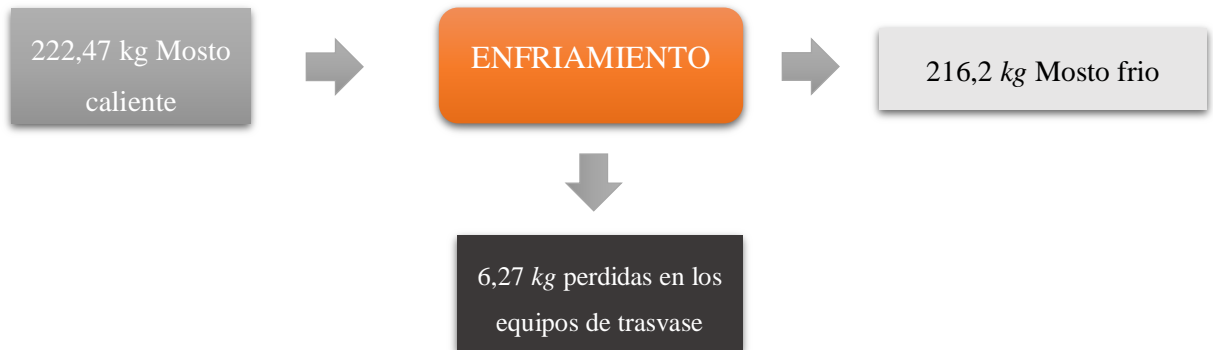 222,47 kg Mosto
caliente
ENFRIAMIENTO
216,2 kg Mosto frio
6,27 kg perdidas en los
equipos de trasvase